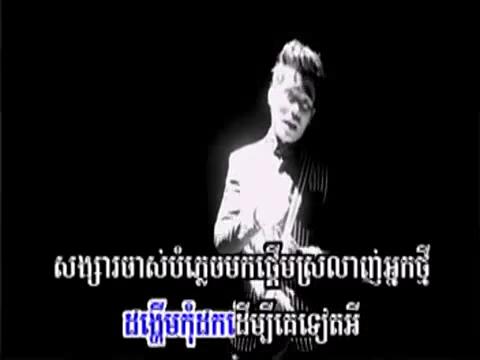 សង្សារចាស់បំភ្លេចមកផ្ដើមស្រលាញ់អ្នកថ្មី
ដង្ហើមកុំដកដើម្បីគេទៀតអី